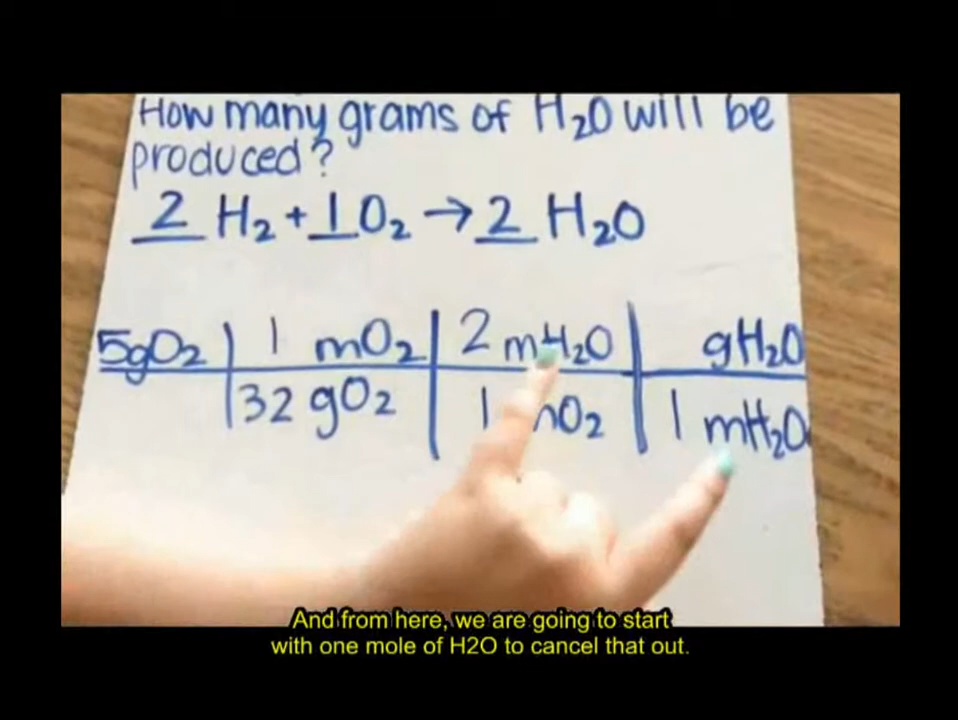 How many grams of H₂O will be
produced?
2 H₂ + 1 O₂ → 2 H₂O
5gO₂ | 1 mO₂ | 2 mH₂O | gH₂O
32 gO₂ | 1 O₂ | 1 mH₂O
And from here, we are going to start
with one mole of H2O to cancel that out.